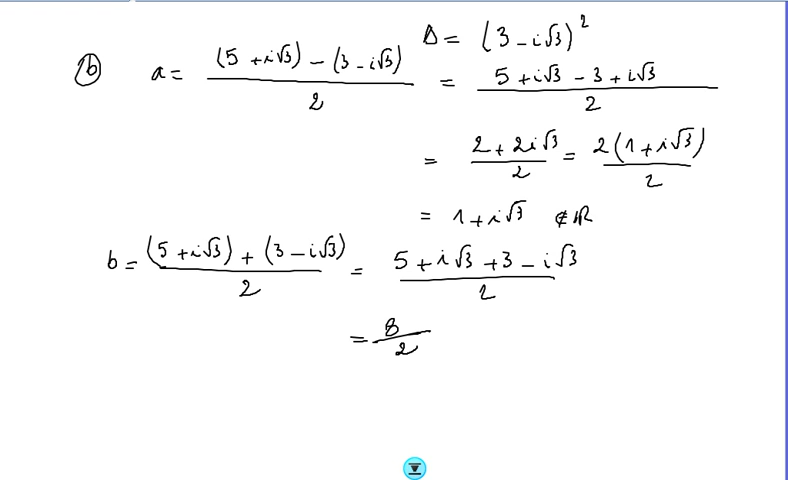 Δ = (3 - i√3)²
1b) a = ((5 + i√3) - (3 - i√3))/2 = (5 + i√3 - 3 + i√3)/2
= (2 + 2i√3)/2 = 2(1 + i√3)/2
= 1 + i√3 ∉ ℝ
b = ((5 + i√3) + (3 - i√3))/2 = (5 + i√3 + 3 - i√3)/2
= 8/2